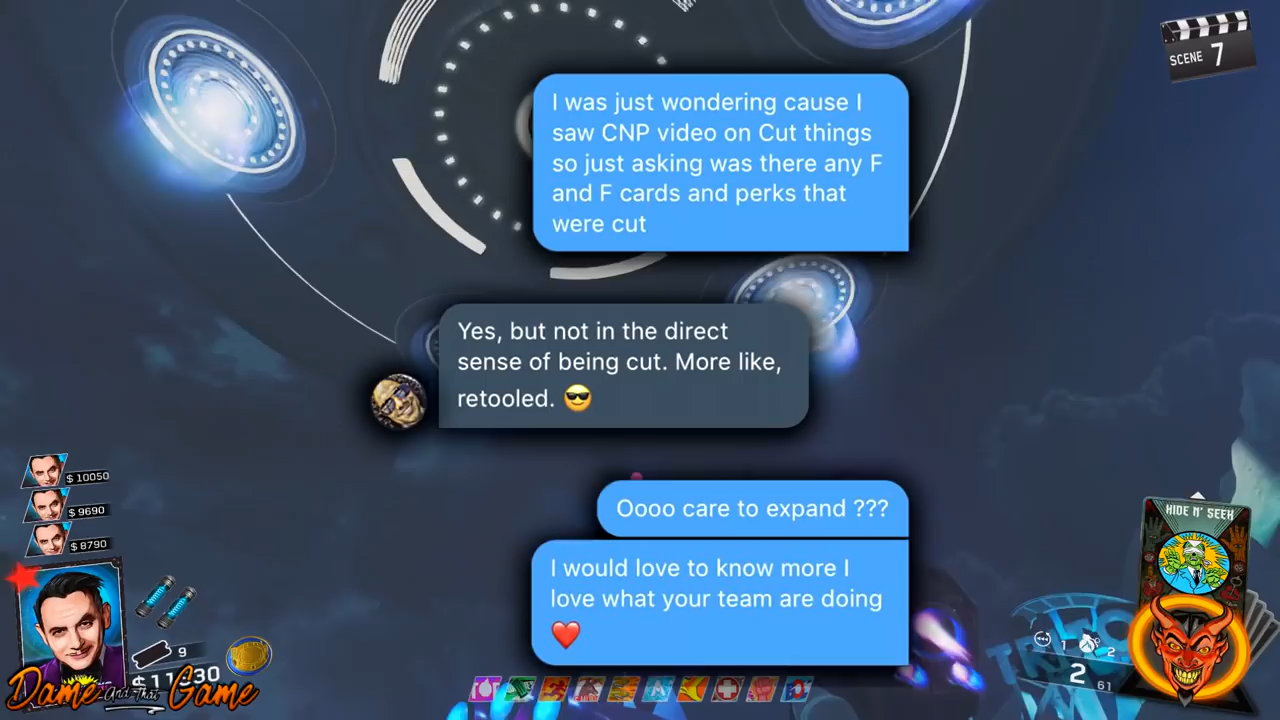 SCENE 7
I was just wondering cause I
saw CNP video on Cut things
so just asking was there any F
and F cards and perks that
were cut
Yes, but not in the direct
sense of being cut. More like,
retooled. 😎
Oooo care to expand ???
I would love to know more I
love what your team are doing
❤️
$ 10050
$ 9690
$ 8790
9
HIDE N' SEEK
1
2
2
61
Dame And That Game